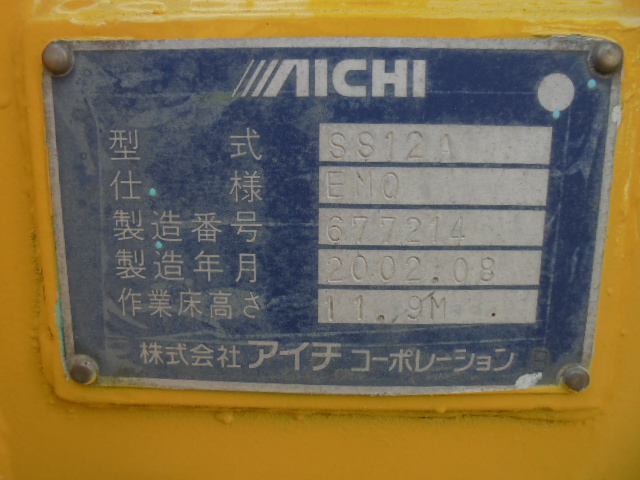 AICHI
型式 SS12A
仕様 EN0
製造番号 677214
製造年月 2002.08
作業床高さ 11.9M
株式会社 アイチ コーポレーション